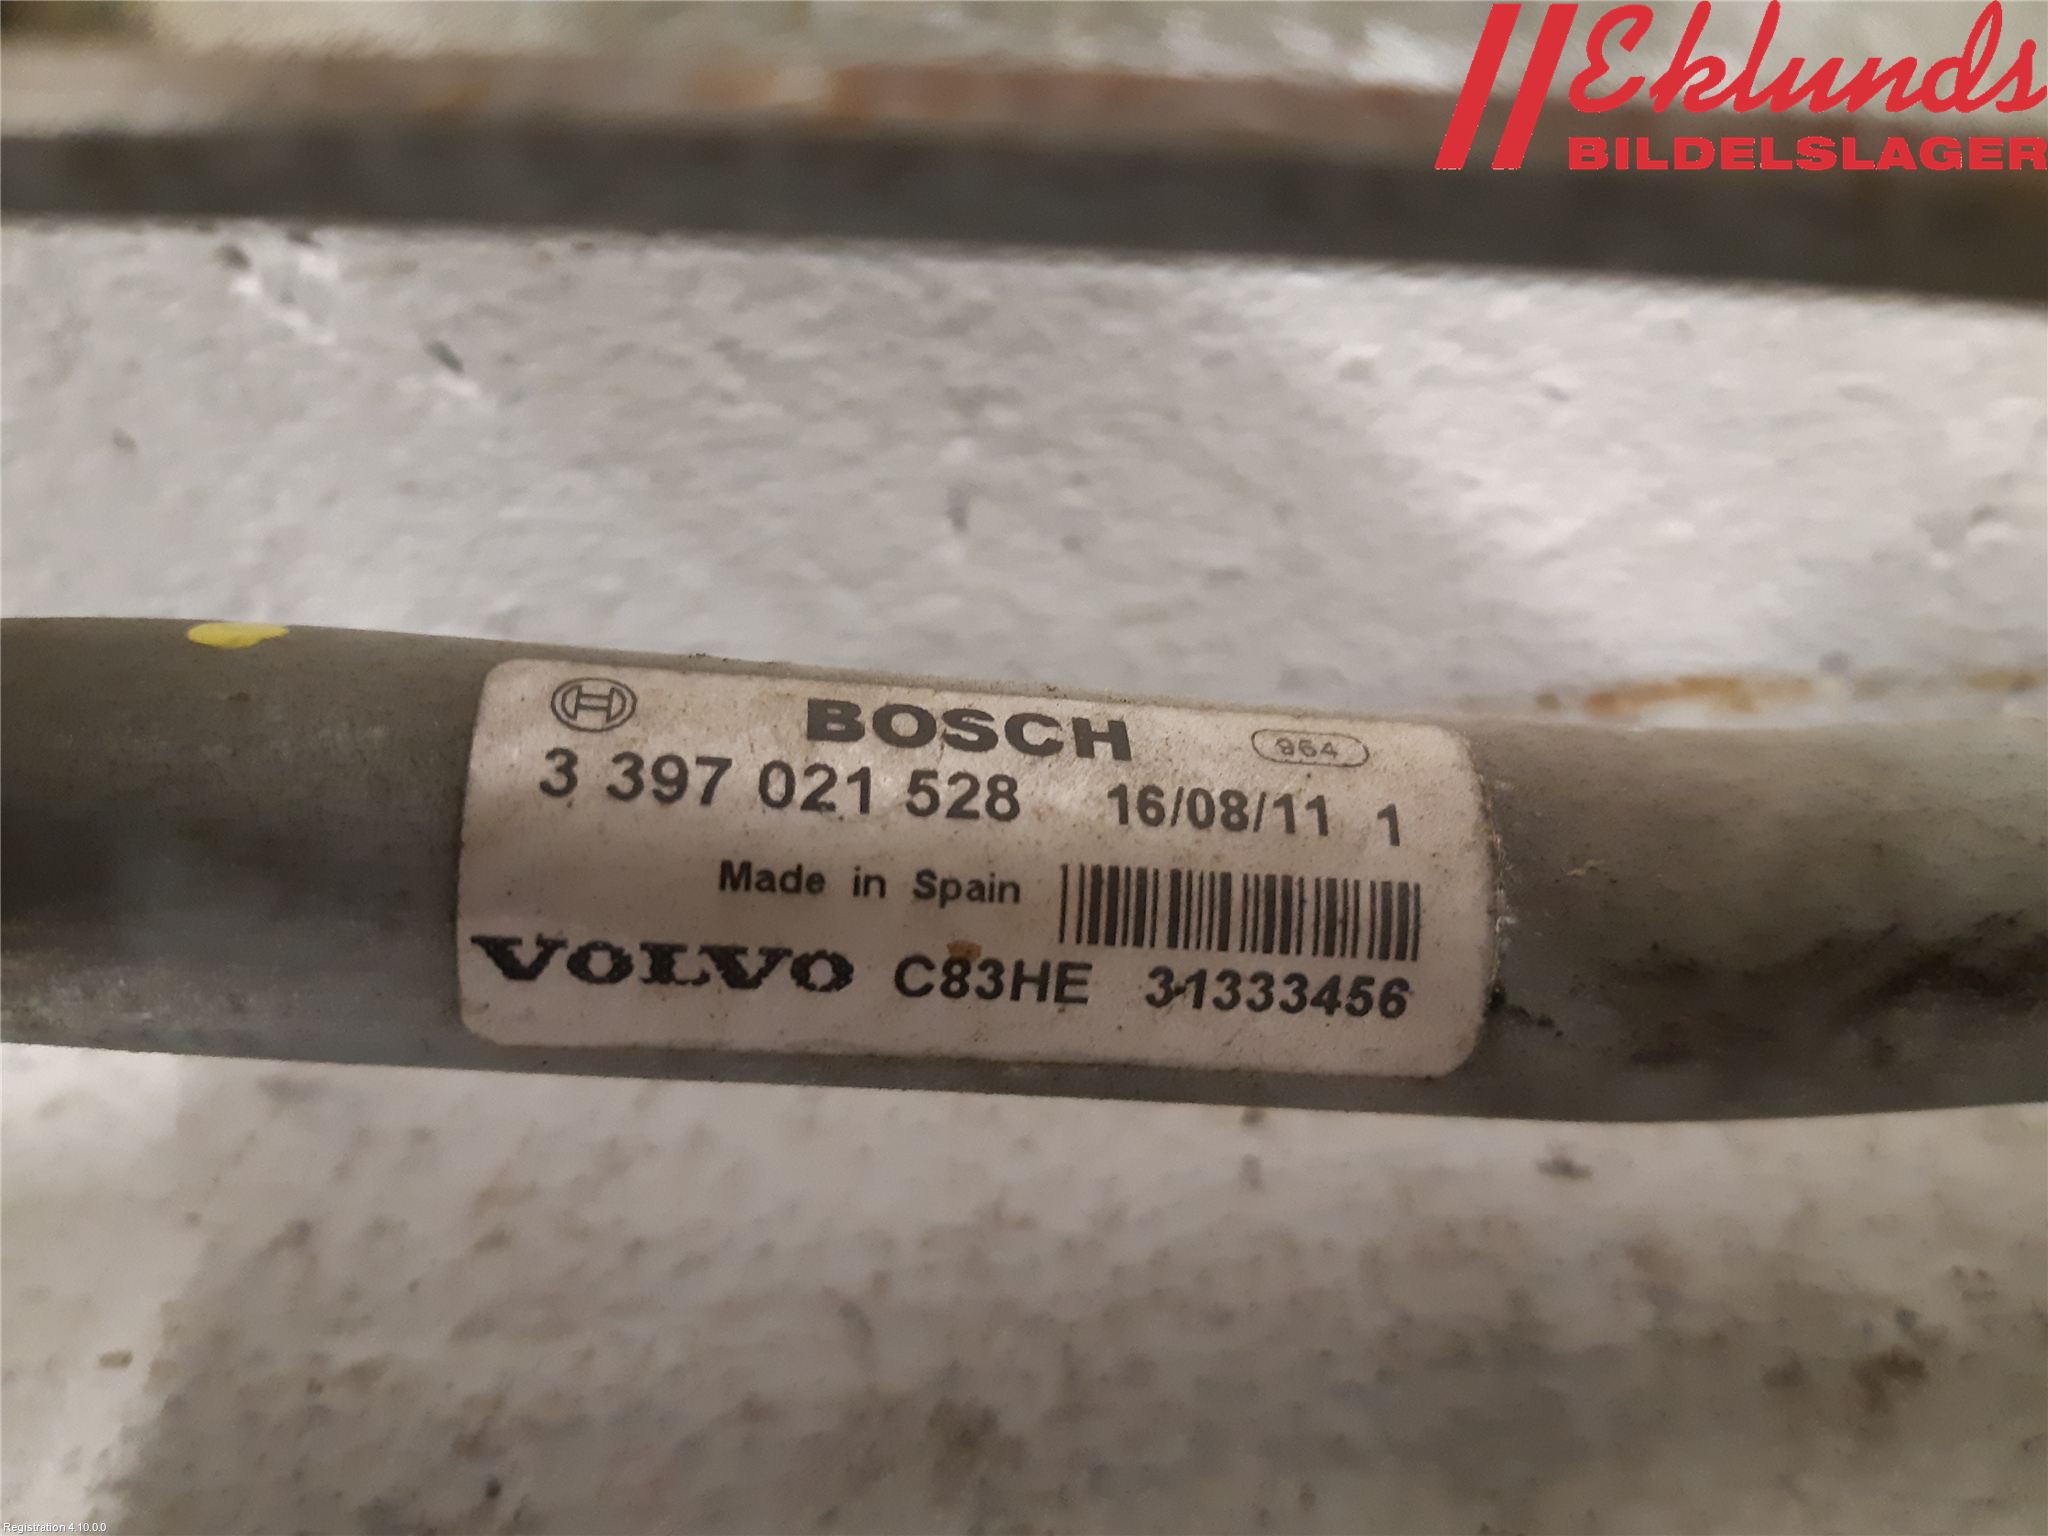 Eklunds
BILDELSLAGER
BOSCH 964
3 397 021 528 16/08/11 1
Made in Spain
VOLVO C83HE 31333456
Registration 4.10.0.0